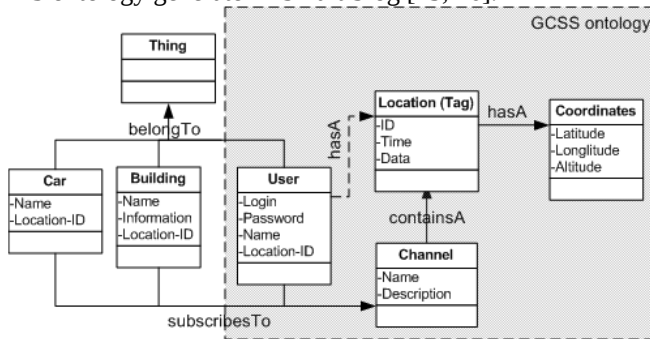 ontology
GCSS ontology
Thing
belongTo
Car
-Name
-Location-ID
Building
-Name
-Information
-Location-ID
User
-Login
-Password
-Name
-Location-ID
hasA
Location (Tag)
-ID
-Time
-Data
hasA
Coordinates
-Latitude
-Longlitude
-Altitude
containsA
Channel
-Name
-Description
subscribesTo